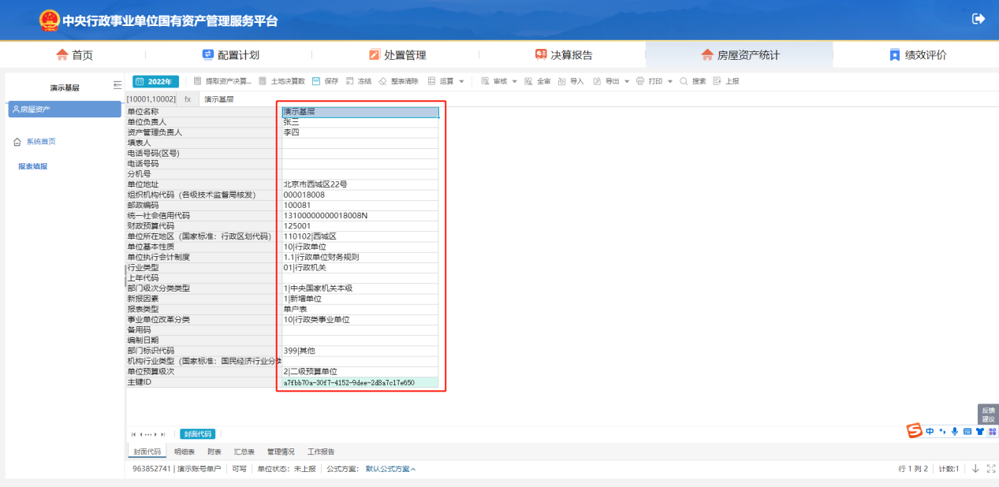 中央行政事业单位国有资产管理服务平台
首页 配置计划 处置管理 决算报告 房屋资产统计 绩效评价
演示基层
房屋资产
系统首页
报表填报
2022年 提取资产决算... 土地决算数 保存 冻结 整表清除 运算 审核 全审 导入 导出 打印 搜索 上报
[10001,10002] fx 演示基层
单位名称 演示基层
单位负责人 张三
资产管理负责人 李四
填表人
电话号码(区号)
电话号码
分机号
单位地址 北京市西城区22号
组织机构代码（各级技术监督局核发） 000018008
邮政编码 100081
统一社会信用代码 13100000000018008N
财政预算代码 125001
单位所在地区（国家标准：行政区划代码） 110102|西城区
单位基本性质 10|行政单位
单位执行会计制度 1.1|行政单位财务规则
行业类型 01|行政机关
上年代码
部门级次分类类型 1|中央国家机关本级
新报因素 1|新增单位
报表类型 单户表
事业单位改革分类 10|行政类事业单位
备用码
编制日期
部门标识代码 399|其他
机构行业类型（国家标准：国民经济行业分类
单位预算级次 2|二级预算单位
主键ID a7fbb70a-30f7-4152-9dee-2d8a7c17e650
反馈
建议
中
封面代码
封面代码 明细表 附表 汇总表 管理情况 工作报告
963852741 | 演示账号单户 可写 单位状态：未上报 公式方案： 默认公式方案 行 1 列 2 计数:1